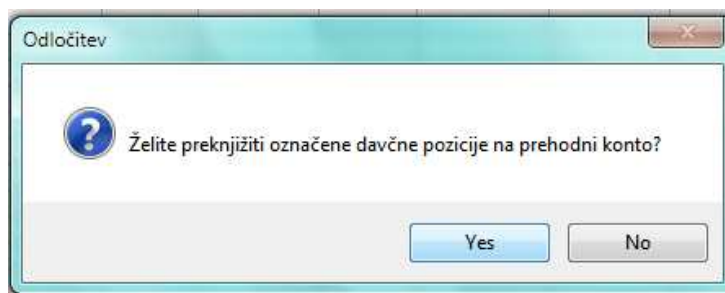 Odločitev
Želite preknjižiti označene davčne pozicije na prehodni konto?
Yes
No